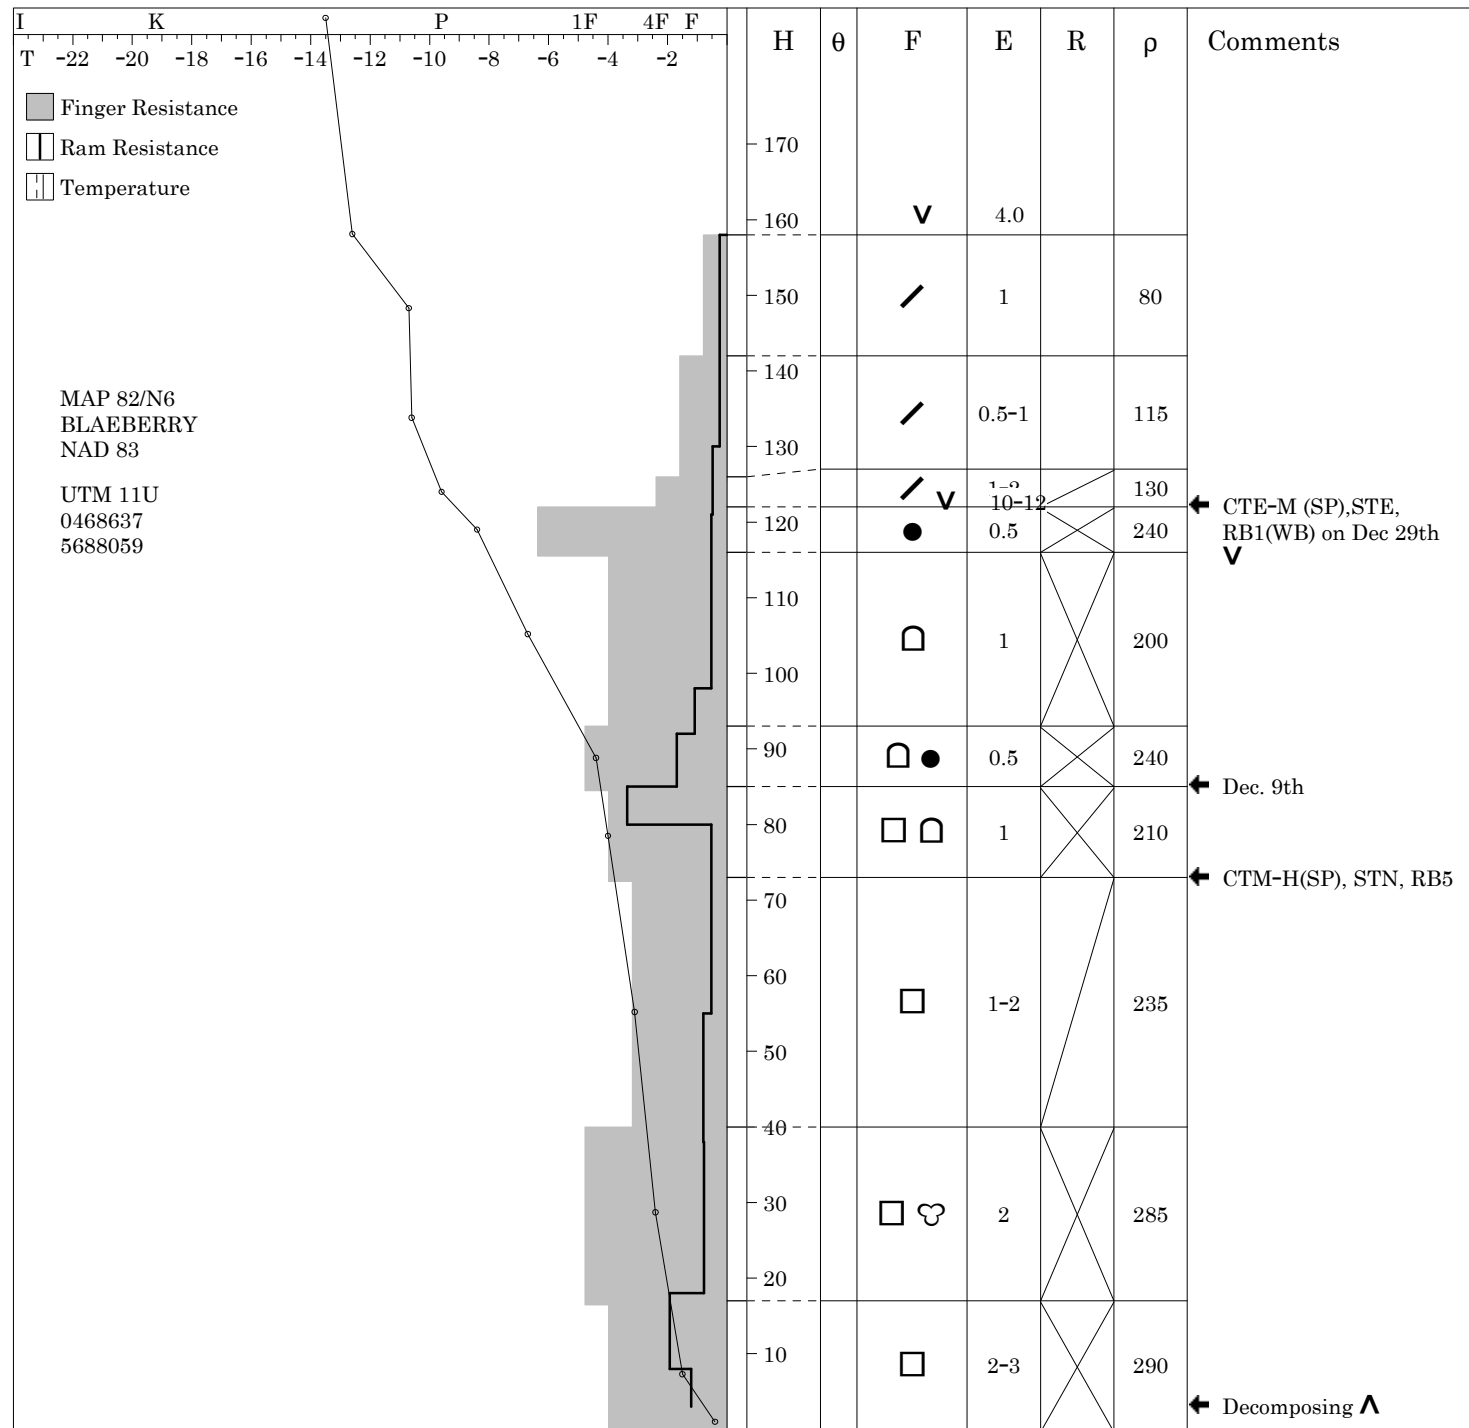 I K P 1F 4F F
T -22 -20 -18 -16 -14 -12 -10 -8 -6 -4 -2
H θ F E R ρ Comments
Finger Resistance
Ram Resistance
Temperature
MAP 82/N6
BLAEBERRY
NAD 83
UTM 11U
0468637
5688059
170
160 4.0
150 1 80
140
0.5-1 115
130
1-2 130
10-12 CTE-M (SP),STE,
120 0.5 240 RB1(WB) on Dec 29th
110
1 200
100
90 0.5 240
Dec. 9th
80 1 210
CTM-H(SP), STN, RB5
70
60
1-2 235
50
40
30 2 285
20
10 2-3 290
Decomposing